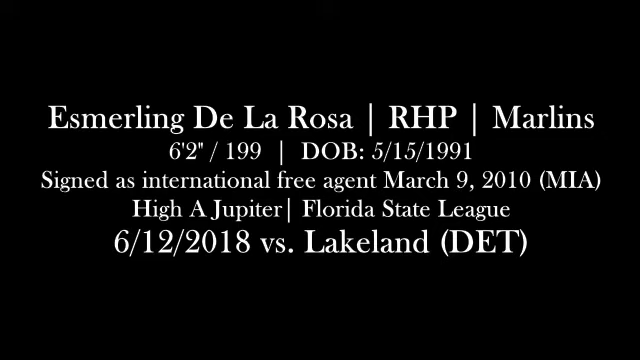 Esmerling De La Rosa | RHP | Marlins
6'2" / 199 | DOB: 5/15/1991
Signed as international free agent March 9, 2010 (MIA)
High A Jupiter| Florida State League
6/12/2018 vs. Lakeland (DET)